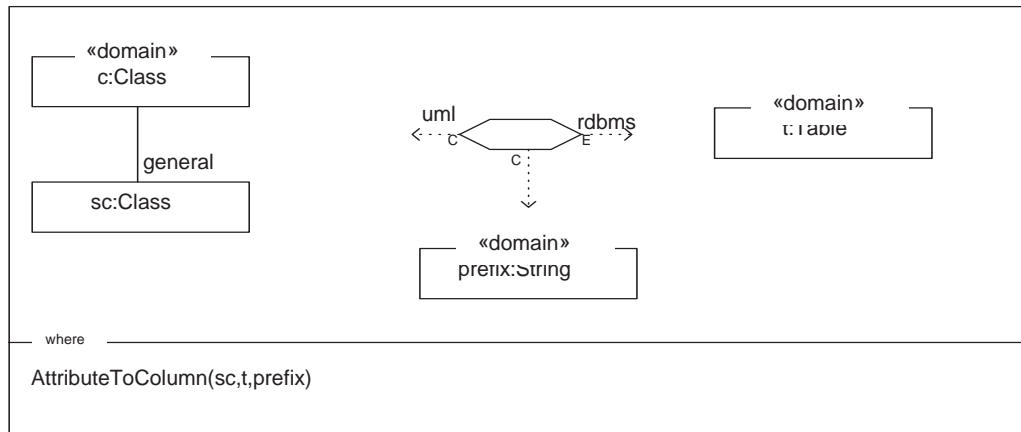 «domain»
c:Class
general
sc:Class
uml
rdbms
C
E
C
«domain»
t:Table
«domain»
prefix:String
where
AttributeToColumn(sc,t,prefix)